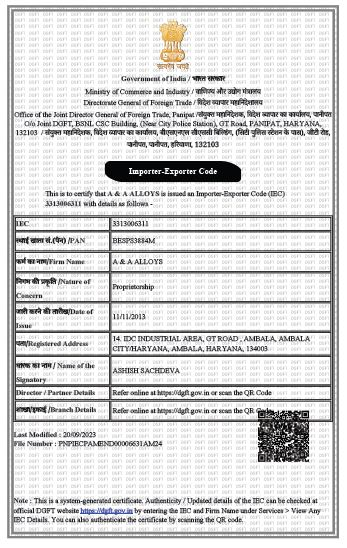 सत्यमेव जयते
Government of India / भारत सरकार
Ministry of Commerce and Industry / वाणिज्य और उद्योग मंत्रालय
Directorate General of Foreign Trade / विदेश व्यापार महानिदेशालय
Office of the Joint Director General of Foreign Trade, Panipat /संयुक्त महानिदेशक, विदेश व्यापार का कार्यालय, पानीपत
O/o Joint DGFT, BSNL CSC Building, (Near City Police Station), GT Road, PANIPAT, HARYANA,
132103 / संयुक्त महानिदेशक, विदेश व्यापार का कार्यालय, बीएसएनएल सीएससी बिल्डिंग, (सिटी पुलिस स्टेशन के पास), जीटी रोड,
पानीपत, पानीपत, हरियाणा, 132103
Importer-Exporter Code
This is to certify that A & A ALLOYS is issued an Importer-Exporter Code (IEC)
3313006311 with details as follows -
IEC 3313006311
स्थाई खाता सं.(पैन) /PAN BESPS3884M
फर्म का नाम/Firm Name A & A ALLOYS
निगम की प्रकृति /Nature of
Concern Proprietorship
जारी करने की तारीख/Date of
Issue 11/11/2013
पता/Registered Address 14. IDC INDUSTRIAL AREA, GT ROAD , AMBALA, AMBALA
CITY/HARYANA, AMBALA, HARYANA, 134003
धारक का नाम / Name of the
Signatory ASHISH SACHDEVA
Director / Partner Details Refer online at https://dgft.gov.in or scan the QR Code
शाखा/इकाई /Branch Details Refer online at https://dgft.gov.in or scan the QR Code
Last Modified : 20/09/2023
File Number : PNPIECPAMEND00006631AM24
Note : This is a system-generated certificate. Authenticity / Updated details of the IEC can be checked at
official DGFT website https://dgft.gov.in by entering the IEC and Firm Name under Services > View Any
IEC Details. You can also authenticate the certificate by scanning the QR code.